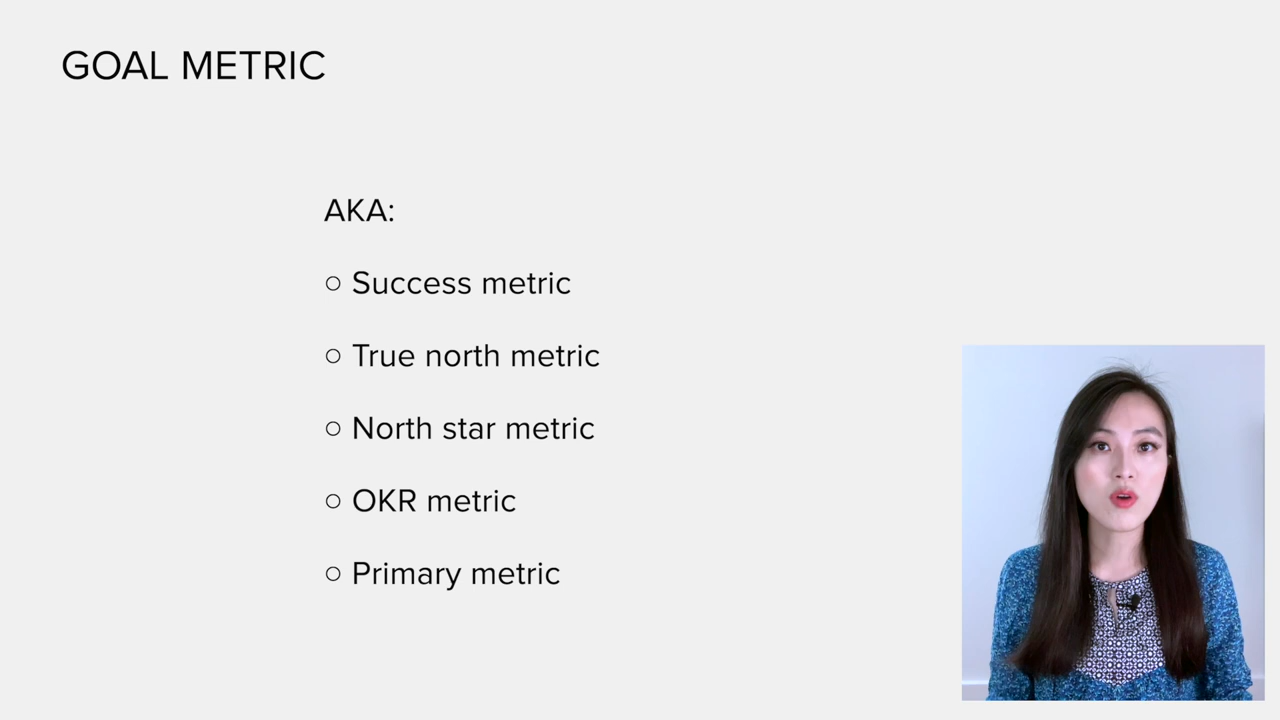 GOAL METRIC
AKA:
○ Success metric
○ True north metric
○ North star metric
○ OKR metric
○ Primary metric